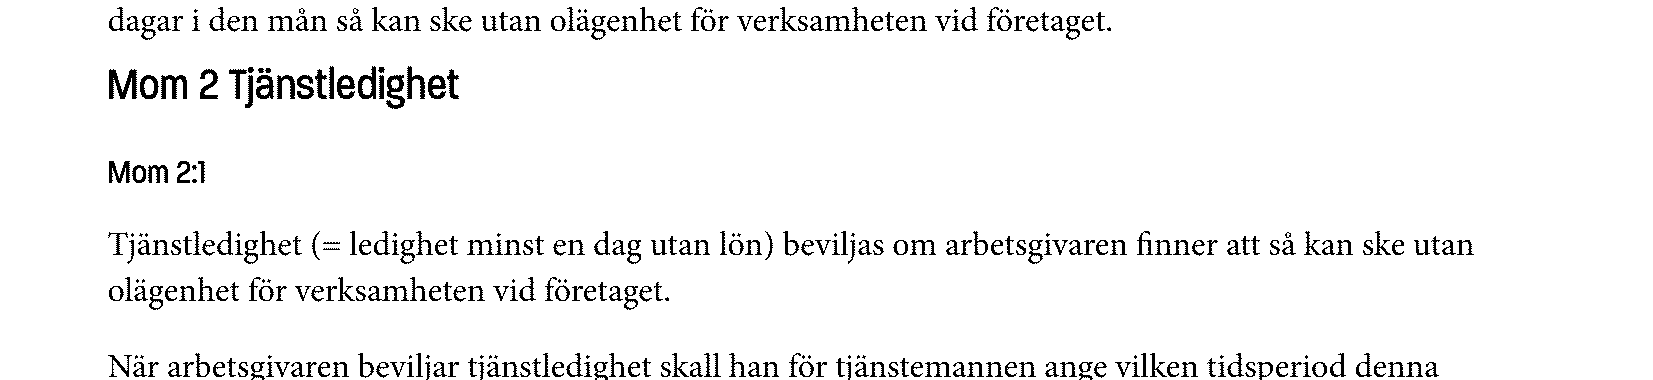 dagar i den mån så kan ske utan olägenhet för verksamheten vid företaget.
Mom 2 Tjänstledighet
Mom 2:1
Tjänstledighet (= ledighet minst en dag utan lön) beviljas om arbetsgivaren finner att så kan ske utan
olägenhet för verksamheten vid företaget.
När arbetsgivaren beviljar tjänstledighet skall han för tjänstemannen ange vilken tidsperiod denna